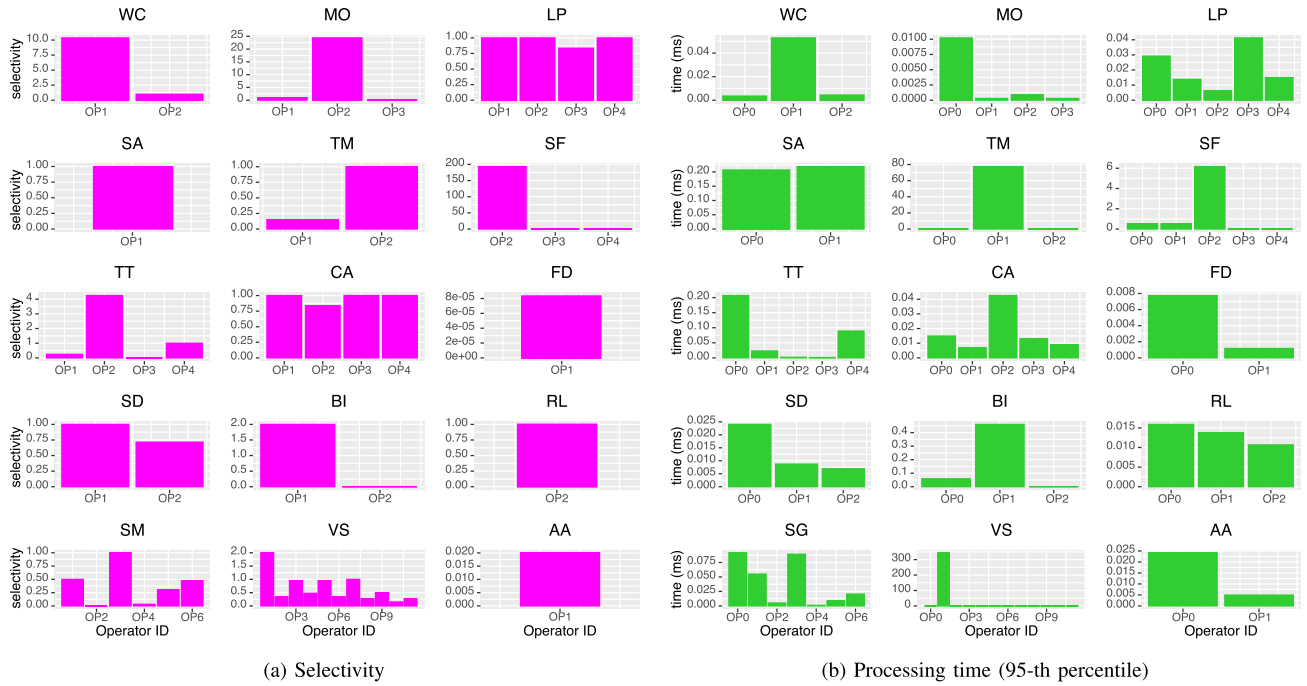 WC MO LP WC MO LP
selectivity
10.0
7.5
5.0
2.5
0.0
OP1 OP2
25
20
15
10
5
0
OP1 OP2 OP3
1.00
0.75
0.50
0.25
0.00
OP1 OP2 OP3 OP4
time (ms)
0.04
0.02
0.00
OP0 OP1 OP2
0.0100
0.0075
0.0050
0.0025
0.0000
OP0 OP1 OP2 OP3
0.04
0.03
0.02
0.01
0.00
OP0 OP1 OP2 OP3 OP4
SA TM SF SA TM SF
selectivity
1.00
0.75
0.50
0.25
0.00
OP1
1.00
0.75
0.50
0.25
0.00
OP1 OP2
200
150
100
50
0
OP2 OP3 OP4
time (ms)
0.20
0.15
0.10
0.05
0.00
OP0 OP1
80
60
40
20
0
OP0 OP1 OP2
6
4
2
0
OP0 OP1 OP2 OP3 OP4
TT CA FD TT CA FD
selectivity
4
3
2
1
0
OP1 OP2 OP3 OP4
1.00
0.75
0.50
0.25
0.00
OP1 OP2 OP3 OP4
8e-05
6e-05
4e-05
2e-05
0e+00
OP1
time (ms)
0.20
0.15
0.10
0.05
0.00
OP0 OP1 OP2 OP3 OP4
0.04
0.03
0.02
0.01
0.00
OP0 OP1 OP2 OP3 OP4
0.008
0.006
0.004
0.002
0.000
OP0 OP1
SD BI RL SD BI RL
selectivity
1.00
0.75
0.50
0.25
0.00
OP1 OP2
2.0
1.5
1.0
0.5
0.0
OP1 OP2
1.00
0.75
0.50
0.25
0.00
OP2
time (ms)
0.025
0.020
0.015
0.010
0.005
0.000
OP0 OP1 OP2
0.4
0.3
0.2
0.1
0.0
OP0 OP1 OP2
0.015
0.010
0.005
0.000
OP0 OP1 OP2
SM VS AA SG VS AA
selectivity
1.00
0.75
0.50
0.25
0.00
OP2 OP4 OP6
Operator ID
2.0
1.5
1.0
0.5
0.0
OP3 OP6 OP9
Operator ID
0.020
0.015
0.010
0.005
0.000
OP1
Operator ID
time (ms)
0.075
0.050
0.025
0.000
OP0 OP2 OP4 OP6
Operator ID
300
200
100
0
OP0 OP3 OP6 OP9
Operator ID
0.025
0.020
0.015
0.010
0.005
0.000
OP0 OP1
Operator ID
(a) Selectivity
(b) Processing time (95-th percentile)